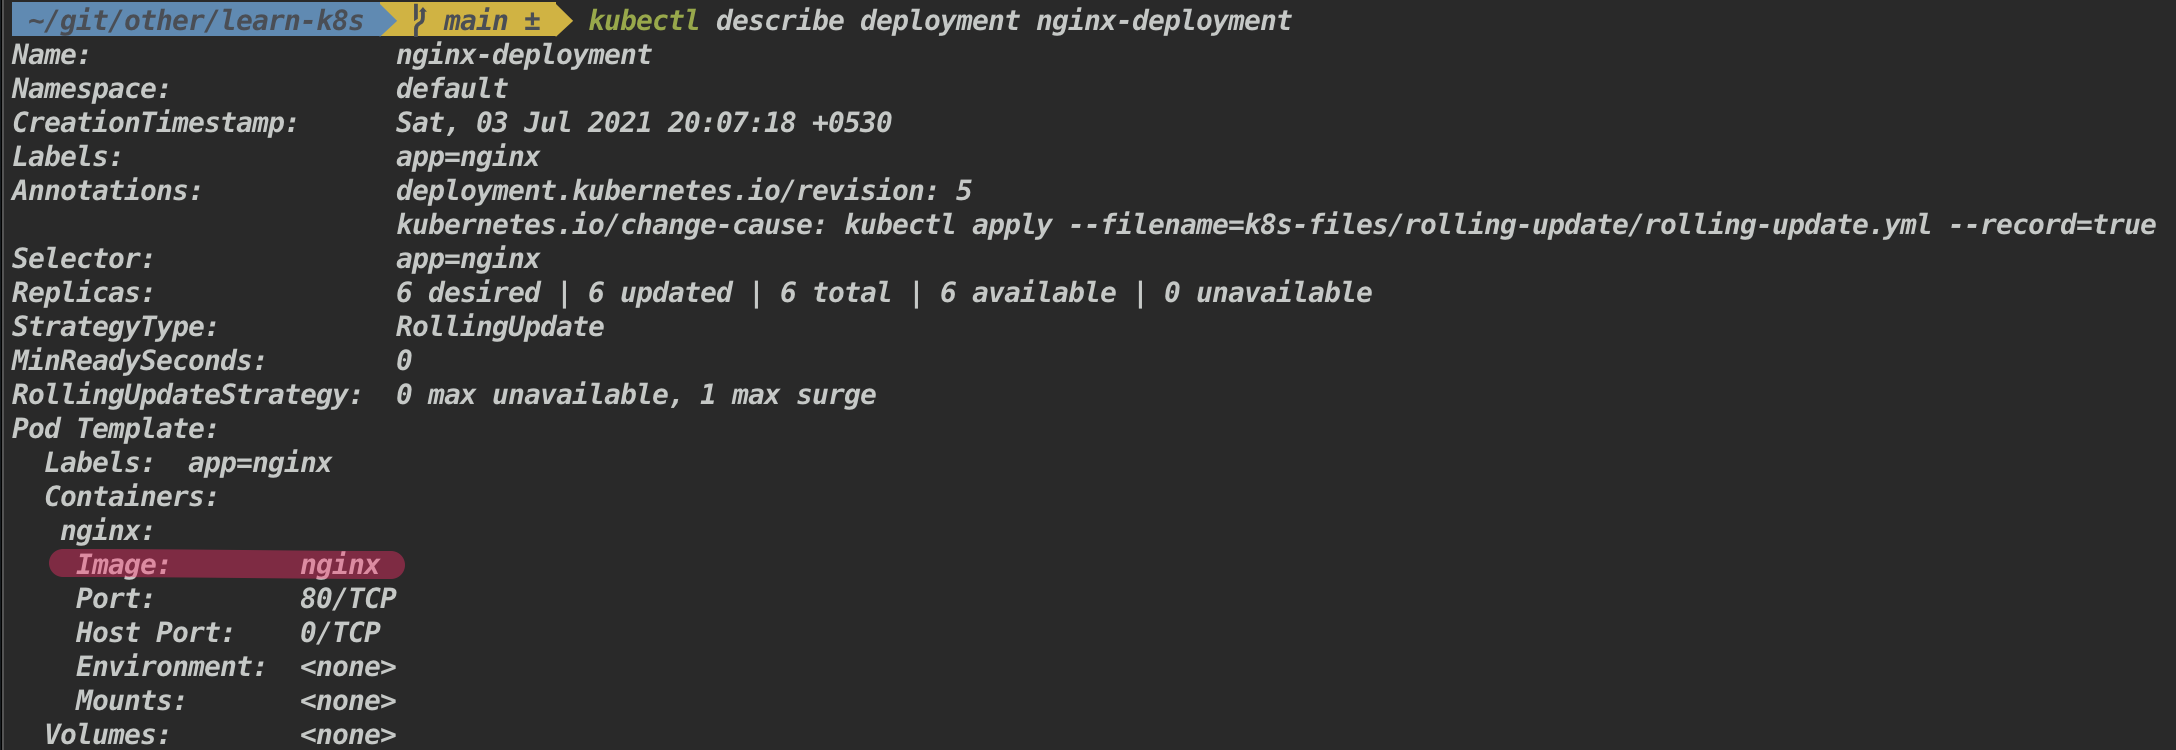 ~/git/other/learn-k8s main ± kubectl describe deployment nginx-deployment
Name: nginx-deployment
Namespace: default
CreationTimestamp: Sat, 03 Jul 2021 20:07:18 +0530
Labels: app=nginx
Annotations: deployment.kubernetes.io/revision: 5
kubernetes.io/change-cause: kubectl apply --filename=k8s-files/rolling-update/rolling-update.yml --record=true
Selector: app=nginx
Replicas: 6 desired | 6 updated | 6 total | 6 available | 0 unavailable
StrategyType: RollingUpdate
MinReadySeconds: 0
RollingUpdateStrategy: 0 max unavailable, 1 max surge
Pod Template:
Labels: app=nginx
Containers:
nginx:
Image: nginx
Port: 80/TCP
Host Port: 0/TCP
Environment: <none>
Mounts: <none>
Volumes: <none>